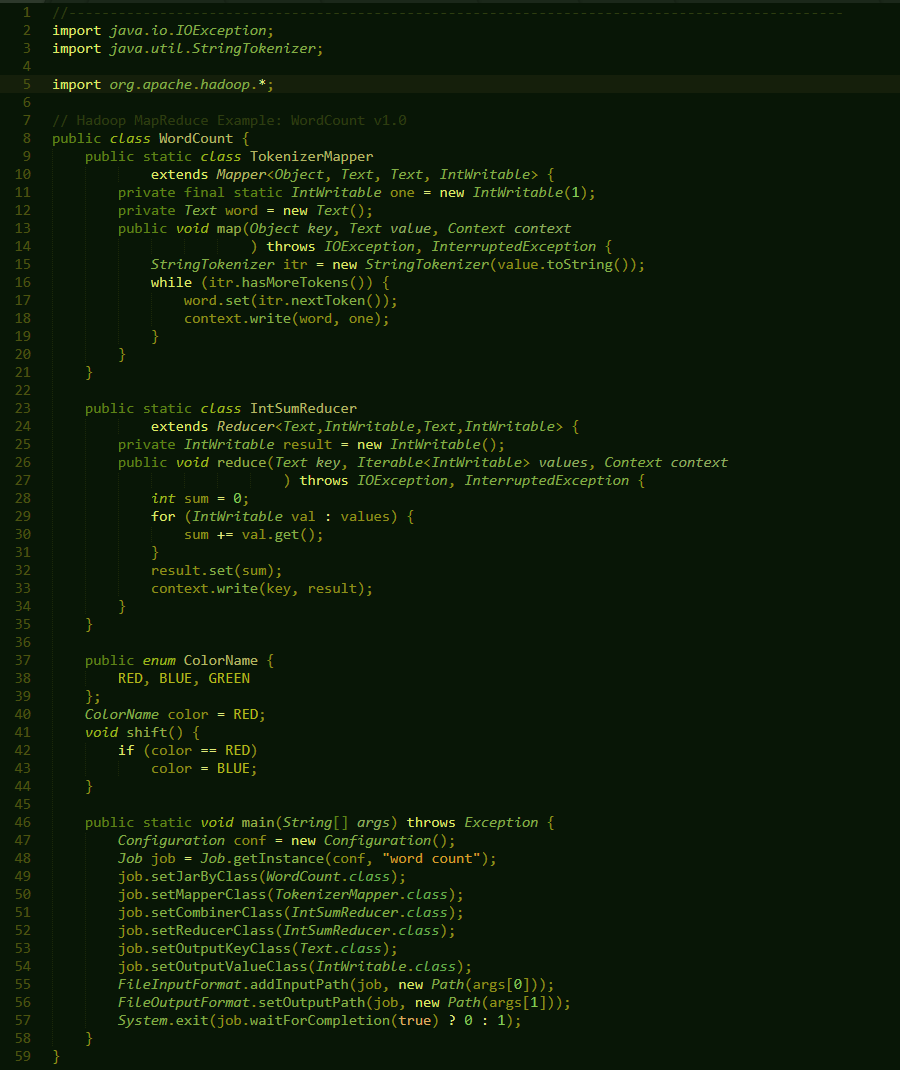 1 //----------------------------------------------------------------------------------------------
2 import java.io.IOException;
3 import java.util.StringTokenizer;
4
5 import org.apache.hadoop.*;
6
7 // Hadoop MapReduce Example: WordCount v1.0
8 public class WordCount {
9     public static class TokenizerMapper
10             extends Mapper<Object, Text, Text, IntWritable> {
11         private final static IntWritable one = new IntWritable(1);
12         private Text word = new Text();
13         public void map(Object key, Text value, Context context
14                         ) throws IOException, InterruptedException {
15             StringTokenizer itr = new StringTokenizer(value.toString());
16             while (itr.hasMoreTokens()) {
17                 word.set(itr.nextToken());
18                 context.write(word, one);
19             }
20         }
21     }
22
23     public static class IntSumReducer
24             extends Reducer<Text,IntWritable,Text,IntWritable> {
25         private IntWritable result = new IntWritable();
26         public void reduce(Text key, Iterable<IntWritable> values, Context context
27                             ) throws IOException, InterruptedException {
28             int sum = 0;
29             for (IntWritable val : values) {
30                 sum += val.get();
31             }
32             result.set(sum);
33             context.write(key, result);
34         }
35     }
36
37     public enum ColorName {
38         RED, BLUE, GREEN
39     };
40     ColorName color = RED;
41     void shift() {
42         if (color == RED)
43             color = BLUE;
44     }
45
46     public static void main(String[] args) throws Exception {
47         Configuration conf = new Configuration();
48         Job job = Job.getInstance(conf, "word count");
49         job.setJarByClass(WordCount.class);
50         job.setMapperClass(TokenizerMapper.class);
51         job.setCombinerClass(IntSumReducer.class);
52         job.setReducerClass(IntSumReducer.class);
53         job.setOutputKeyClass(Text.class);
54         job.setOutputValueClass(IntWritable.class);
55         FileInputFormat.addInputPath(job, new Path(args[0]));
56         FileOutputFormat.setOutputPath(job, new Path(args[1]));
57         System.exit(job.waitForCompletion(true) ? 0 : 1);
58     }
59 }